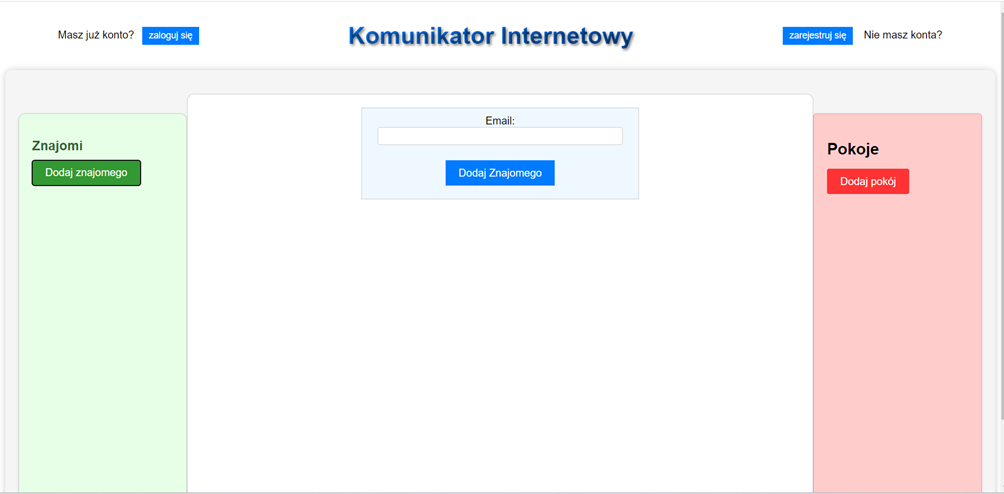 Masz już konto? zaloguj się
Komunikator Internetowy
zarejestruj się Nie masz konta?
Znajomi
Dodaj znajomego
Email:
Dodaj Znajomego
Pokoje
Dodaj pokój